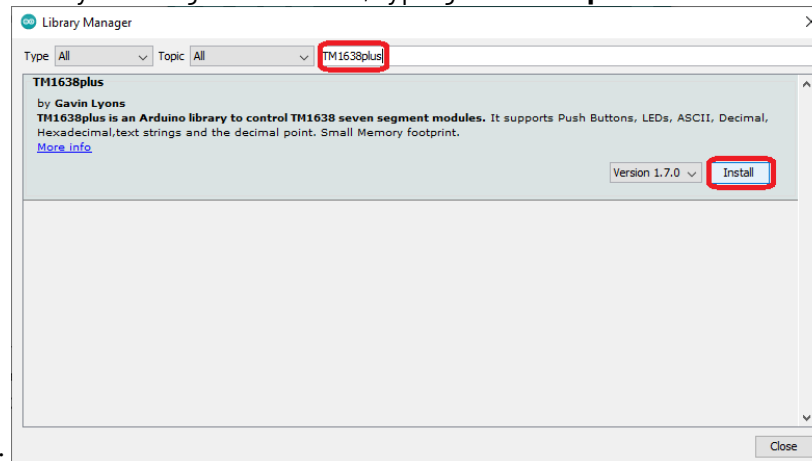 Library Manager
Type All Topic All TM1638plus
TM1638plus
by Gavin Lyons
TM1638plus is an Arduino library to control TM1638 seven segment modules. It supports Push Buttons, LEDs, ASCII, Decimal,
Hexadecimal,text strings and the decimal point. Small Memory footprint.
More info
Version 1.7.0 Install
Close